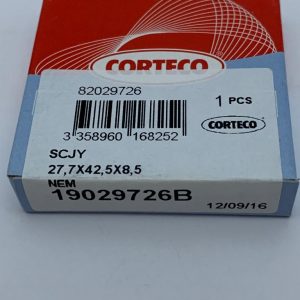 CORTECO
82029726
1 PCS
3 358960 168252
CORTECO
SCJY
27,7X42,5X8,5
NEM
19029726B
12/09/16